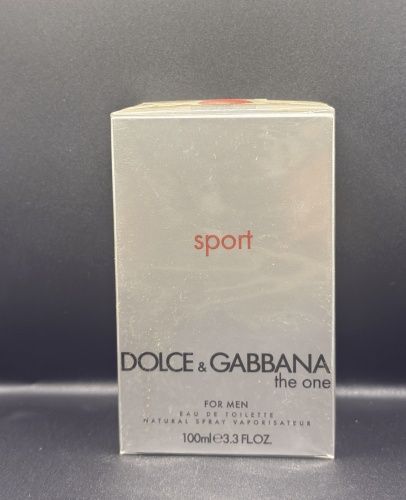 sport
DOLCE & GABBANA
the one
FOR MEN
EAU DE TOILETTE
NATURAL SPRAY VAPORISATEUR
100ml℮3.3 FL.OZ.